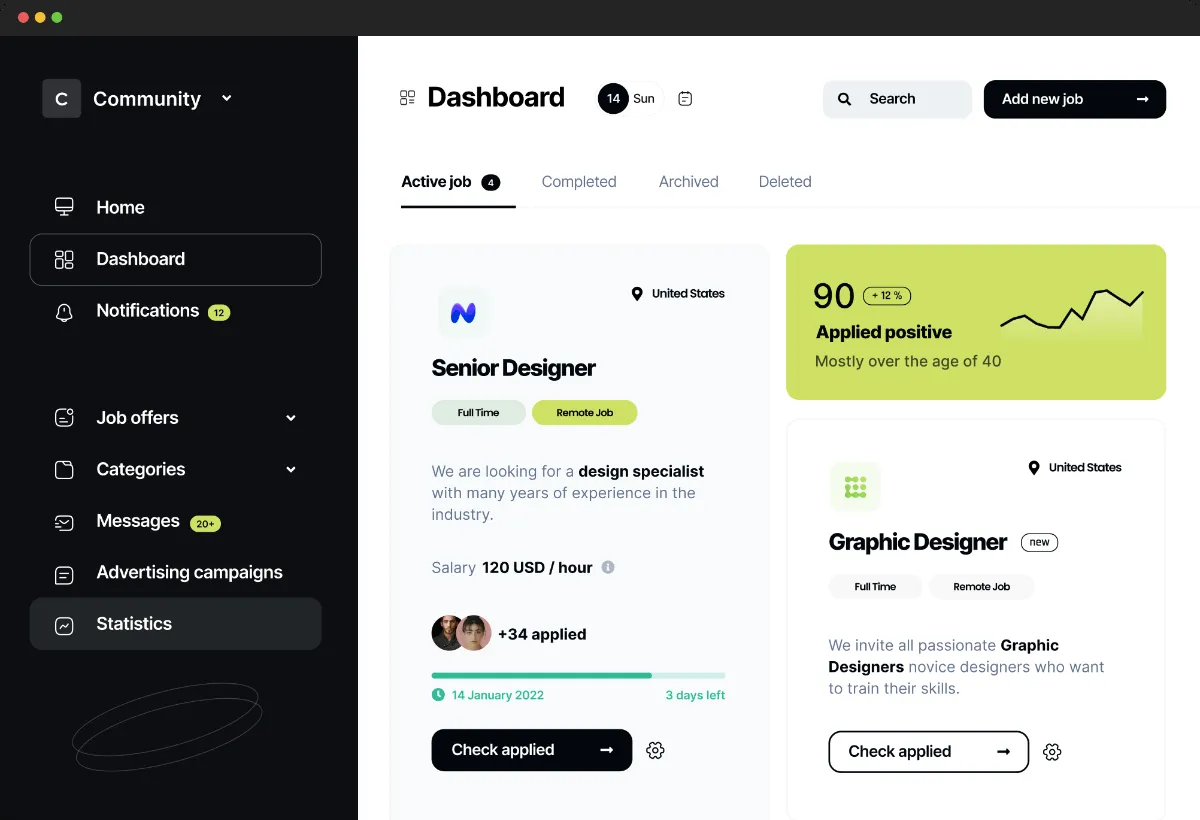 C Community
Home
Dashboard
Notifications 12
Job offers
Categories
Messages 20+
Advertising campaigns
Statistics
Dashboard 14 Sun
Search
Add new job
Active job 4 Completed Archived Deleted
United States
Senior Designer
Full Time Remote Job
We are looking for a design specialist
with many years of experience in the
industry.
Salary 120 USD / hour
+34 applied
14 January 2022 3 days left
Check applied
90 + 12 %
Applied positive
Mostly over the age of 40
United States
Graphic Designer new
Full Time Remote Job
We invite all passionate Graphic
Designers novice designers who want
to train their skills.
Check applied